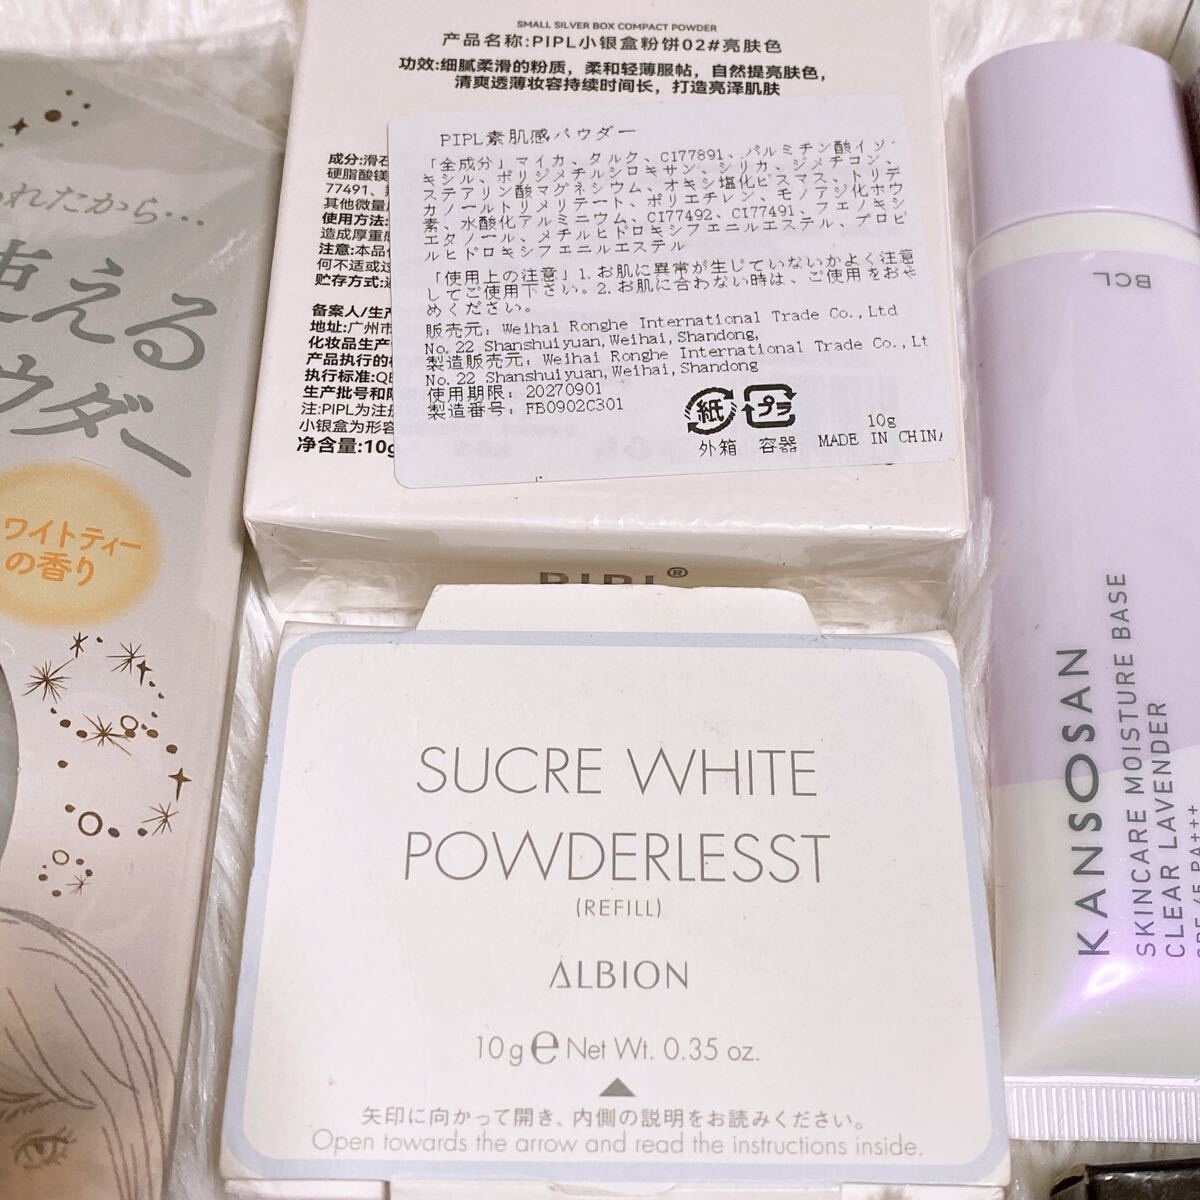 SMALL SILVER BOX COMPACT POWDER
产品名称:PIPL小银盒粉饼02#亮肤色
功效:细腻柔滑的粉质，柔和轻薄服帖，自然提亮肤色，
清爽透薄妆容持续时间长，打造亮泽肌肤
成分:滑石
硬脂酸镁
77491、
其他微量
使用方法:
造成厚重感
注意:本品仅
何不适或过
贮存方式:
备案人/生产
地址:广州市
化妆品生产
产品执行的标
执行标准:QB
生产批号和限
注:PIPL为注册
小银盒为形容
净含量:10g
PIPL素肌感パウダー
「全成分」マイカ、タルク、CI77891、パルミチン酸イソ
キシル、ポリジメチルシロキサン、シリカ、ジメチコン、
ステアリン酸マグネシウム、オキシ塩化ビスマス、トリデ
カノールトリメリテート、ポリエチレン、モノアジ化ホウ
素、水酸化アルミニウム、CI77492、CI77491、フェノキシ
エタノール、メチルヒドロキシフェニルエステル、プロピ
ルヒドロキシフェニルエステル
「使用上の注意」1.お肌に異常が生じていないかよく注意
してご使用下さい。2.お肌に合わない時は、ご使用をおや
めください。
販売元: Weihai Ronghe International Trade Co.,Ltd
No.22 Shanshuiyuan,Weihai,Shandong,
製造販売元: Weihai Ronghe International Trade Co.,Lt
No.22 Shanshuiyuan,Weihai,Shandong
使用期限: 20270901
製造番号: FB0902C301
紙 プラ
外箱 容器
10g
MADE IN CHINA
PIPL®
われたから…
使える
パウダー
ホワイトティー
の香り
SUCRE WHITE
POWDERLESST
(REFILL)
ALBION
10g e Net Wt. 0.35 oz.
矢印に向かって開き、内側の説明をお読みください。
Open towards the arrow and read the instructions inside.
BCL
KANSOSAN
SKINCARE MOISTURE BASE
CLEAR LAVENDER
SPF45 PA+++